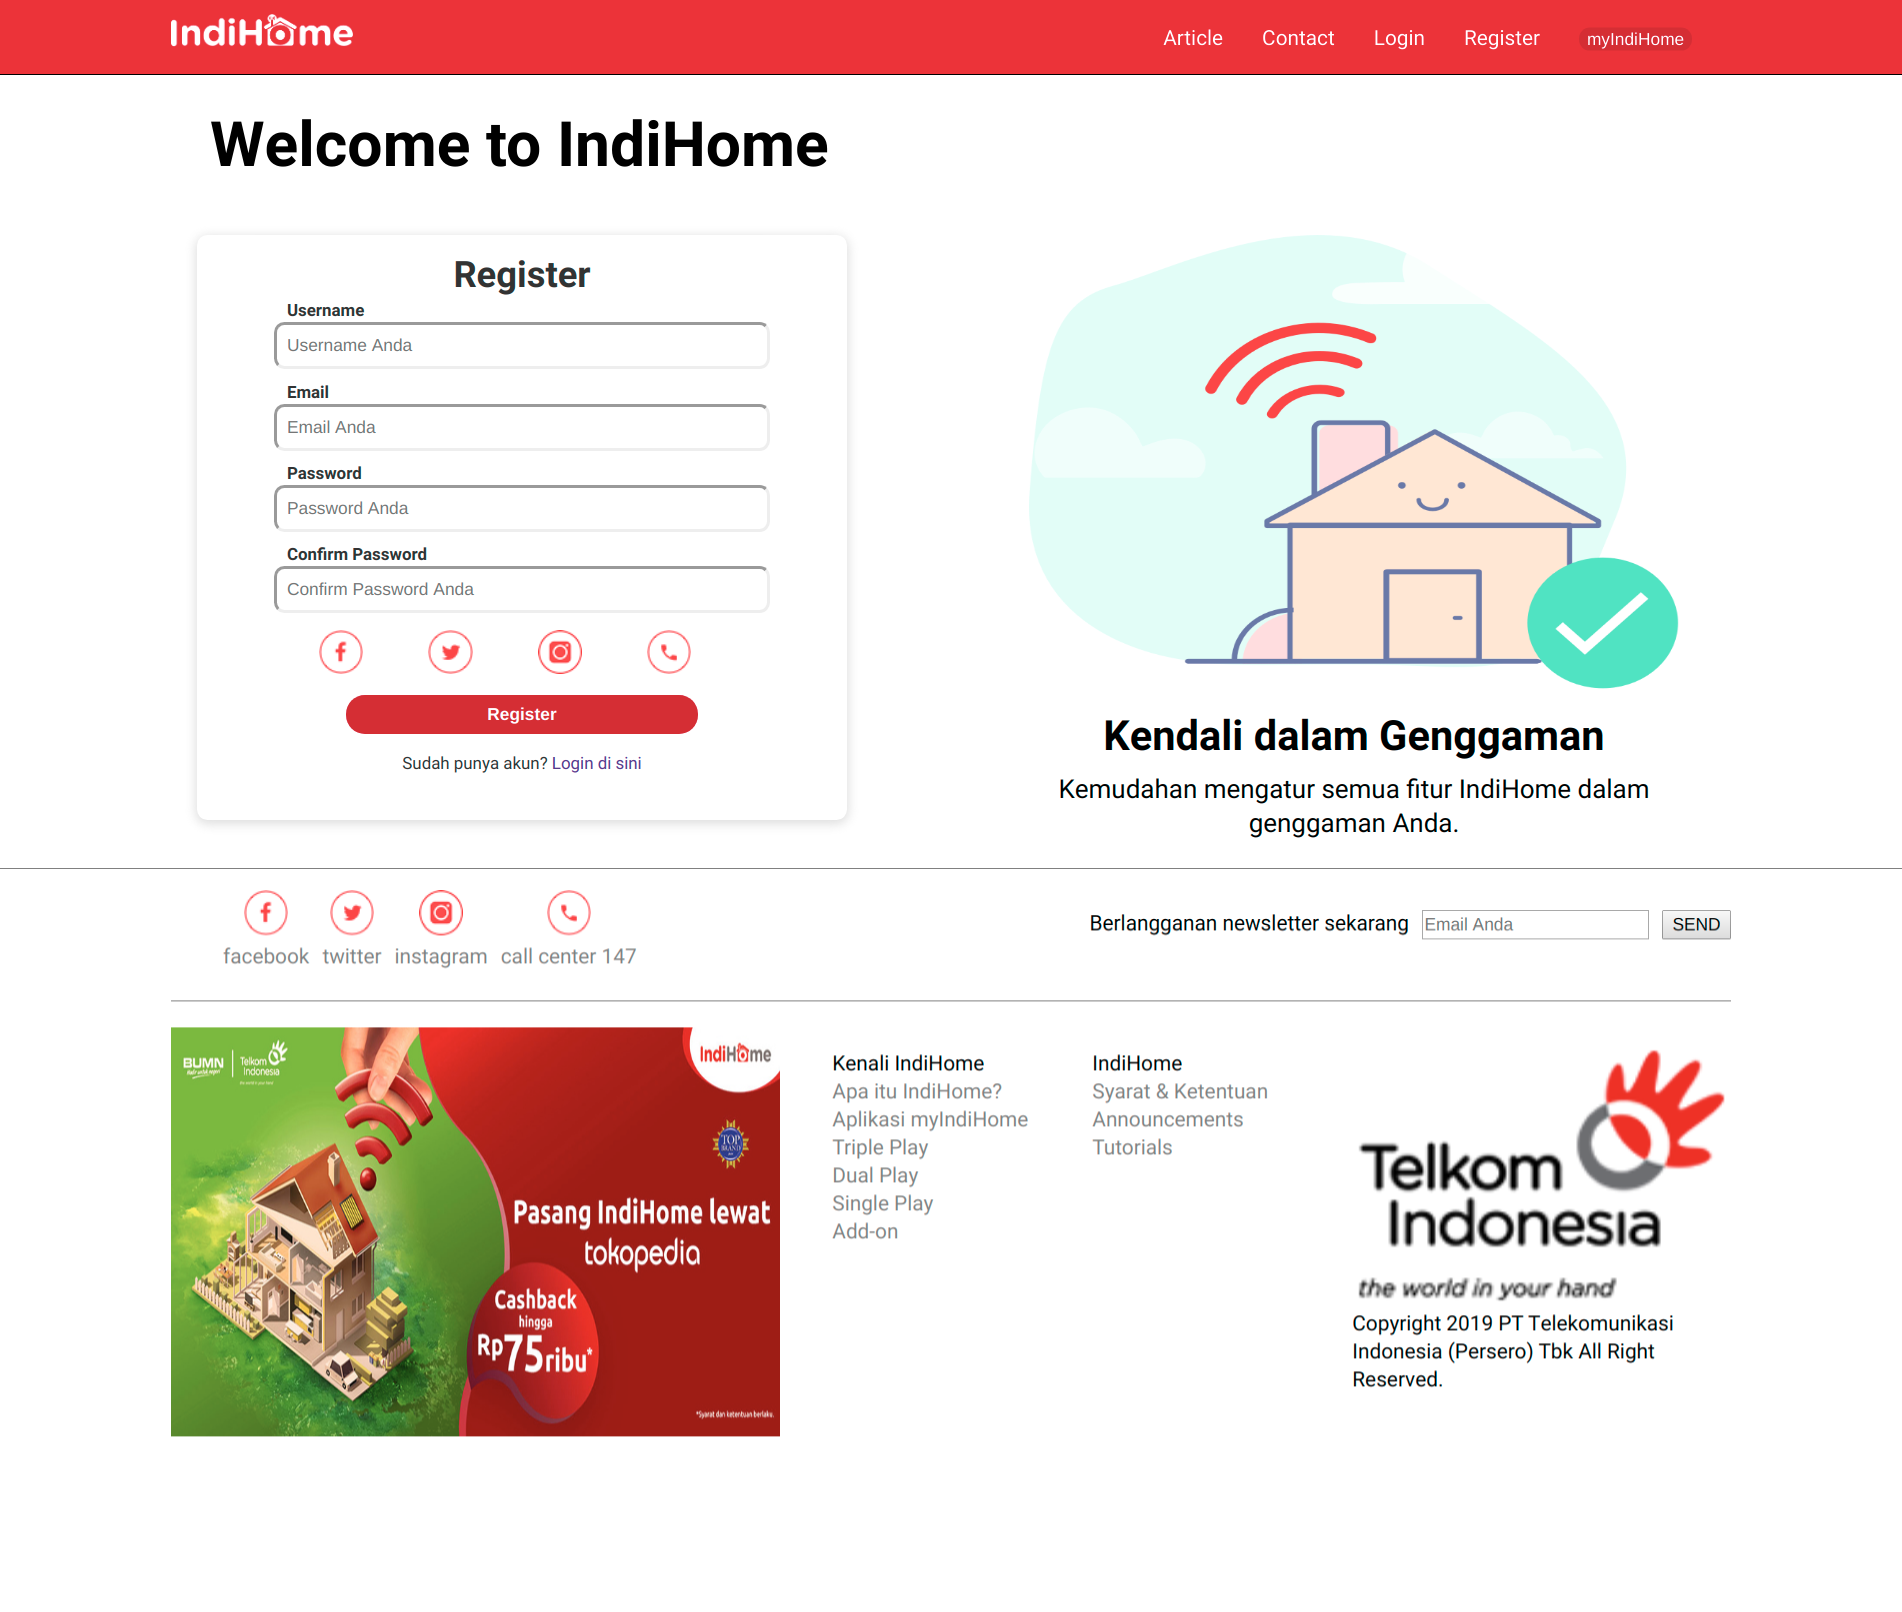 IndiHome
Article
Contact
Login
Register
myIndiHome
Welcome to IndiHome
Register
Username
Username Anda
Email
Email Anda
Password
Password Anda
Confirm Password
Confirm Password Anda
Register
Sudah punya akun? Login di sini
Kendali dalam Genggaman
Kemudahan mengatur semua fitur IndiHome dalam
genggaman Anda.
facebook
twitter
instagram
call center 147
Berlangganan newsletter sekarang
Email Anda
SEND
BUMN
Telkom
Indonesia
the world in your hand
IndiHome
TOP
BRAND
Pasang IndiHome lewat
tokopedia
Cashback
hingga
Rp75ribu*
*Syarat dan ketentuan berlaku.
Kenali IndiHome
Apa itu IndiHome?
Aplikasi myIndiHome
Triple Play
Dual Play
Single Play
Add-on
IndiHome
Syarat & Ketentuan
Announcements
Tutorials
Telkom
Indonesia
the world in your hand
Copyright 2019 PT Telekomunikasi
Indonesia (Persero) Tbk All Right
Reserved.